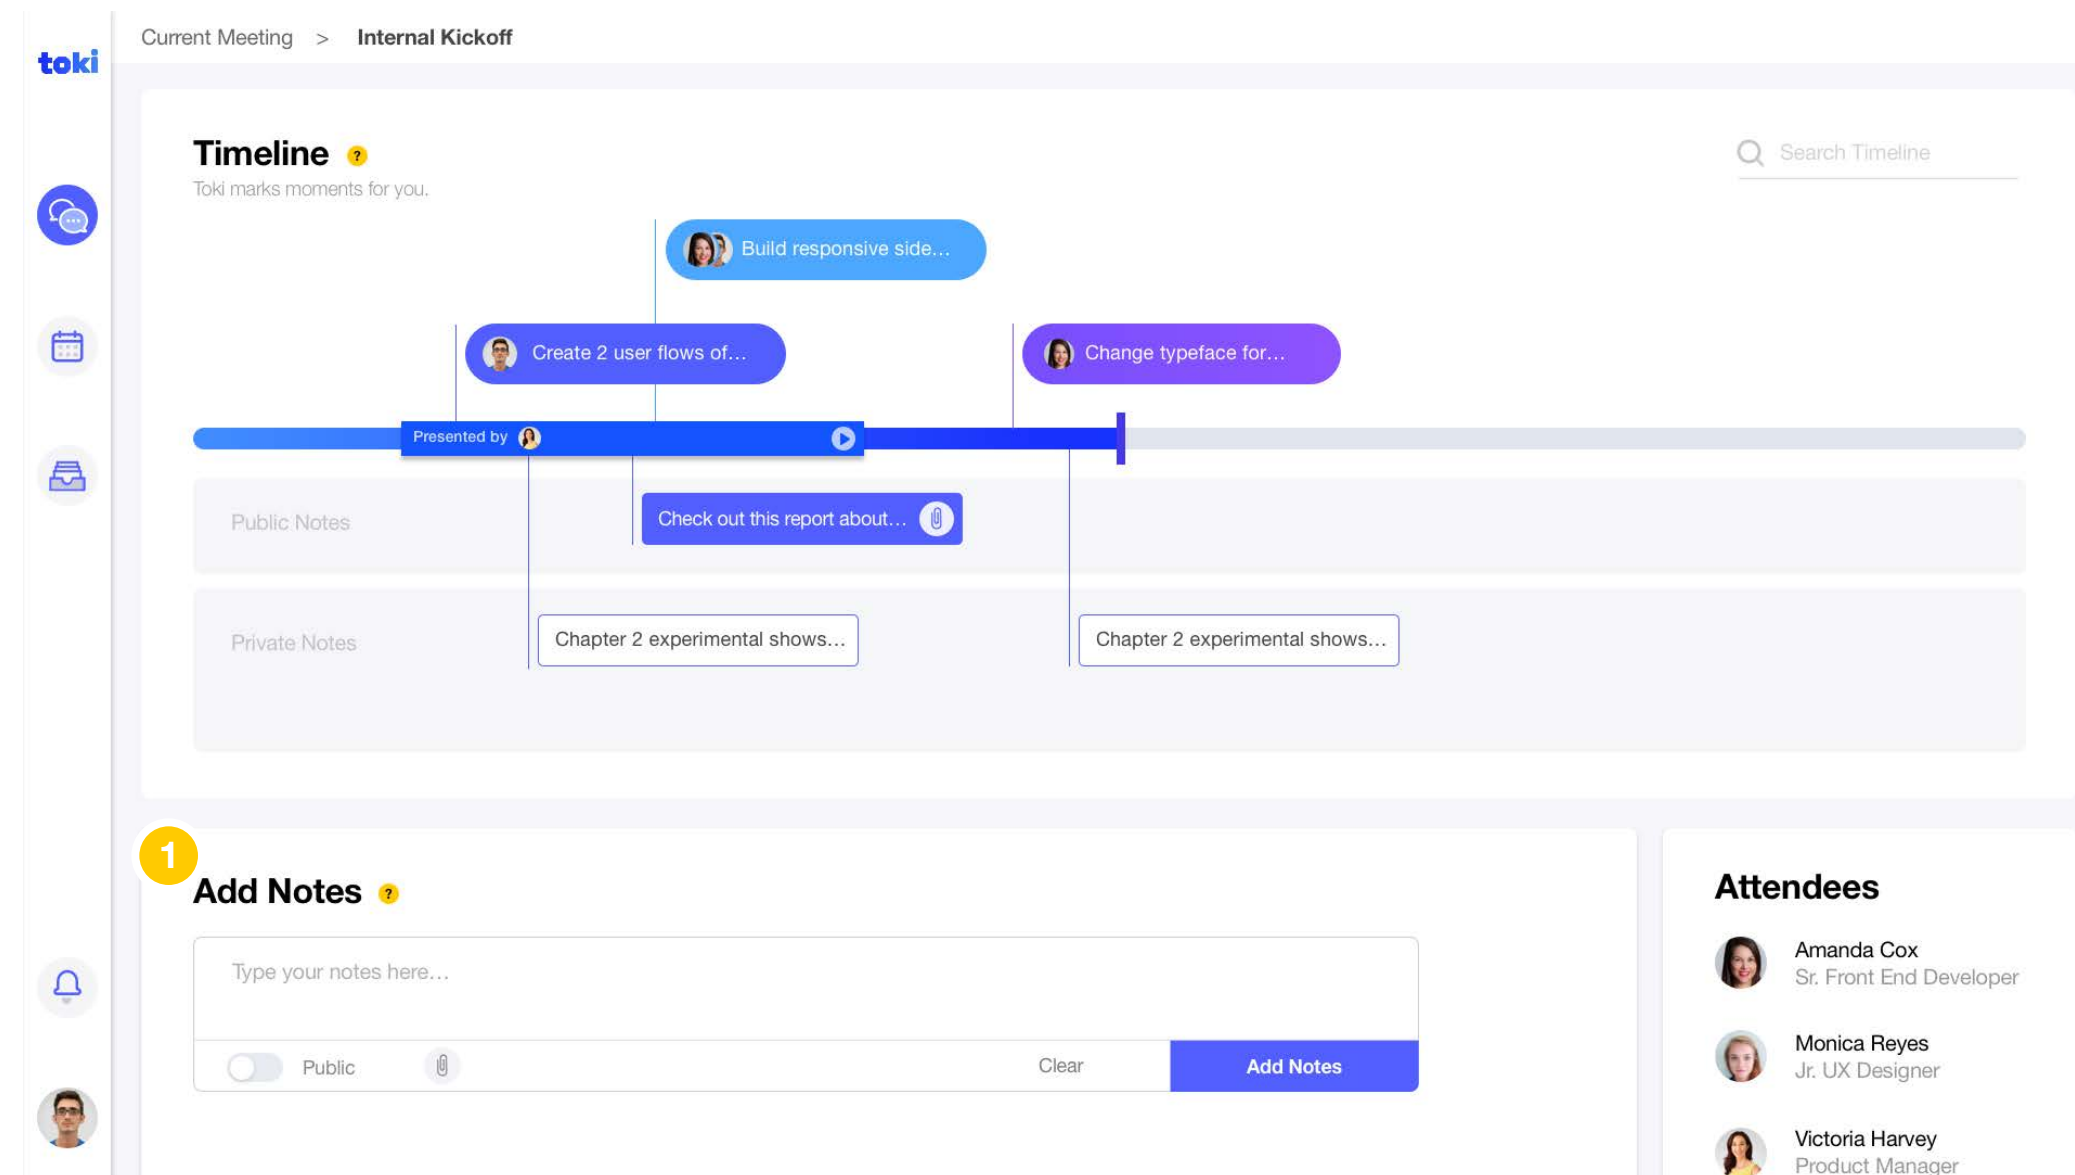 Current Meeting > Internal Kickoff
toki
Timeline ?
Search Timeline
Toki marks moments for you.
Build responsive side...
Create 2 user flows of...
Change typeface for...
Presented by
Public Notes
Check out this report about...
Private Notes
Chapter 2 experimental shows...
Chapter 2 experimental shows...
1
Add Notes ?
Type your notes here...
Public
Clear
Add Notes
Attendees
Amanda Cox
Sr. Front End Developer
Monica Reyes
Jr. UX Designer
Victoria Harvey
Product Manager